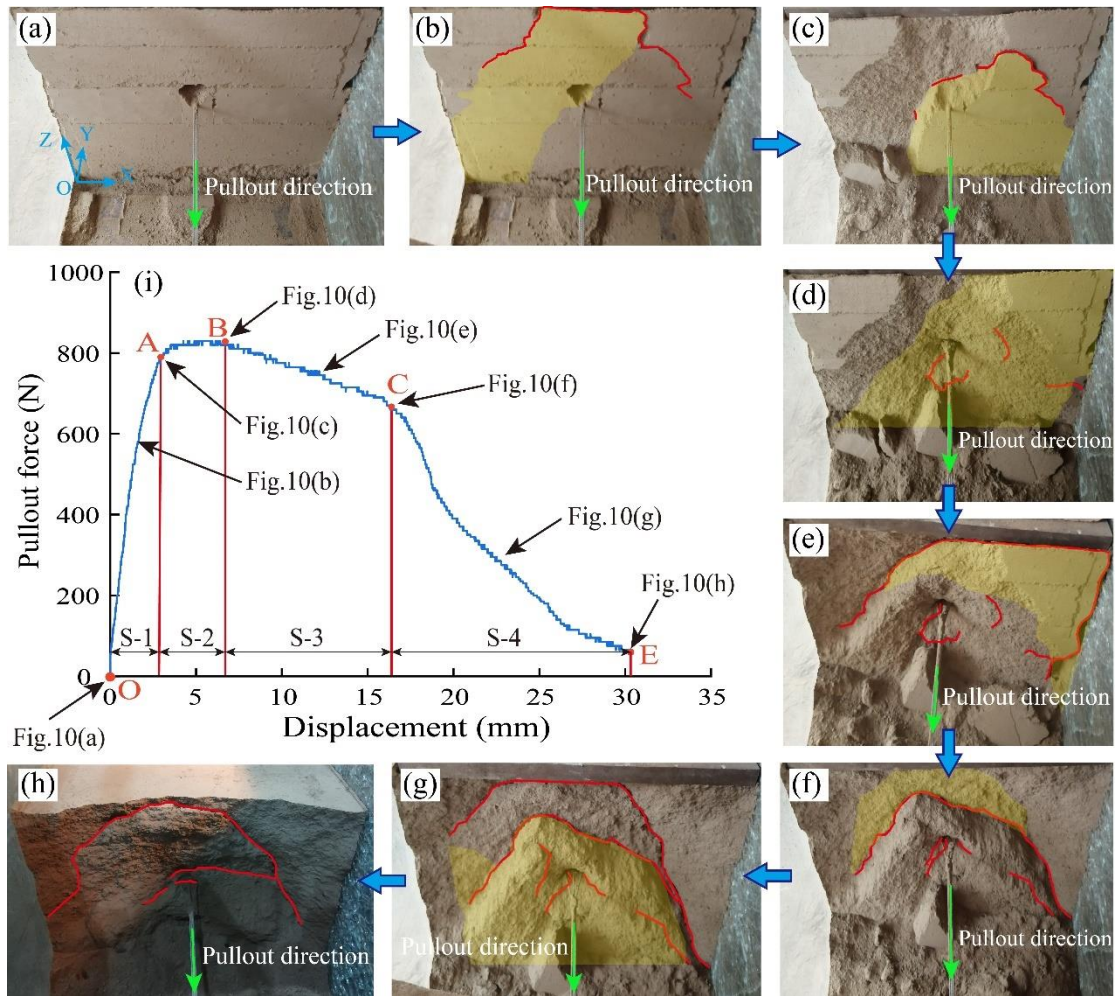 (a)
Z
Y
X
O
Pullout direction
(b)
Pullout direction
(c)
Pullout direction
(d)
Pullout direction
(e)
Pullout direction
(f)
Pullout direction
(g)
Pullout direction
(h)
Pullout direction
(i)
Pullout force (N)
1000
800
600
400
200
0
A
B
C
E
O
Fig.10(d)
Fig.10(e)
Fig.10(f)
Fig.10(c)
Fig.10(b)
Fig.10(g)
Fig.10(h)
Fig.10(a)
S-1
S-2
S-3
S-4
0
5
10
15
20
25
30
35
Displacement (mm)